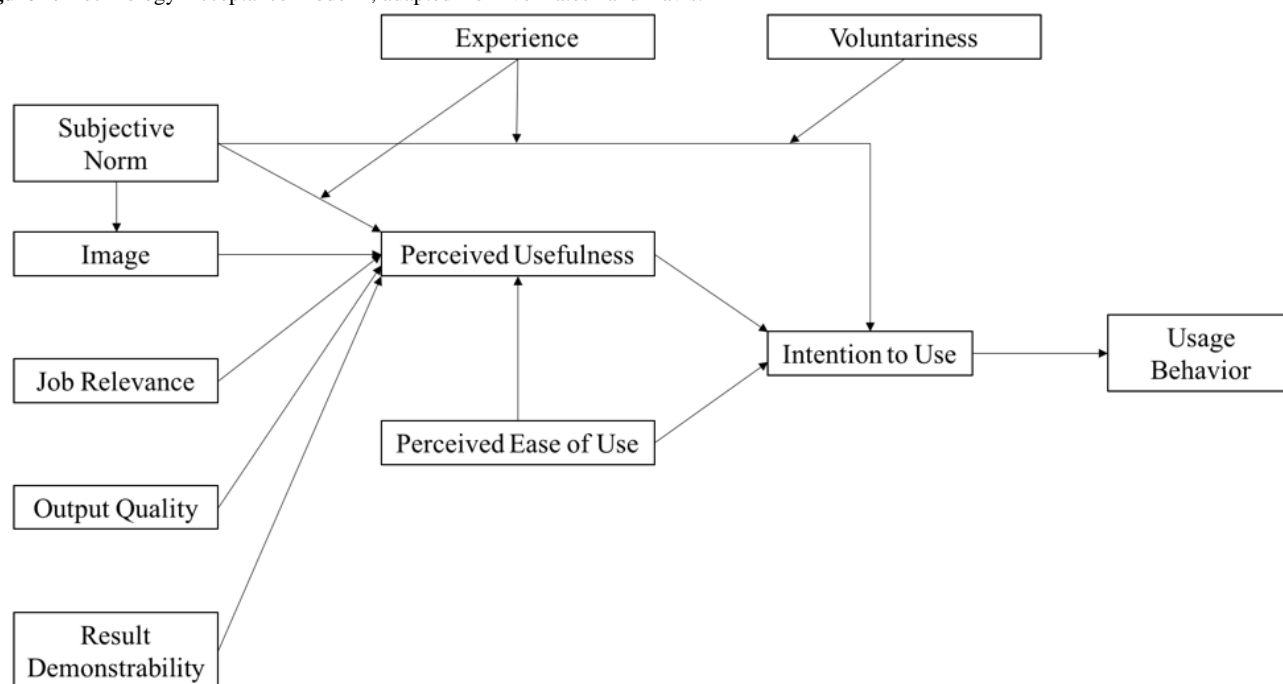 Experience
Voluntariness
Subjective
Norm
Image
Perceived Usefulness
Intention to Use
Usage
Behavior
Job Relevance
Perceived Ease of Use
Output Quality
Result
Demonstrability